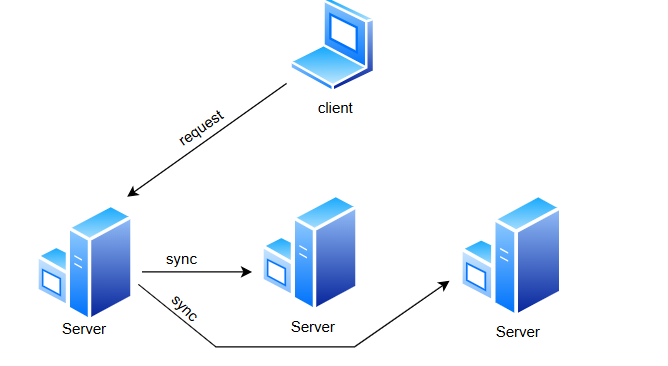 client
request
sync
sync
Server
Server
Server